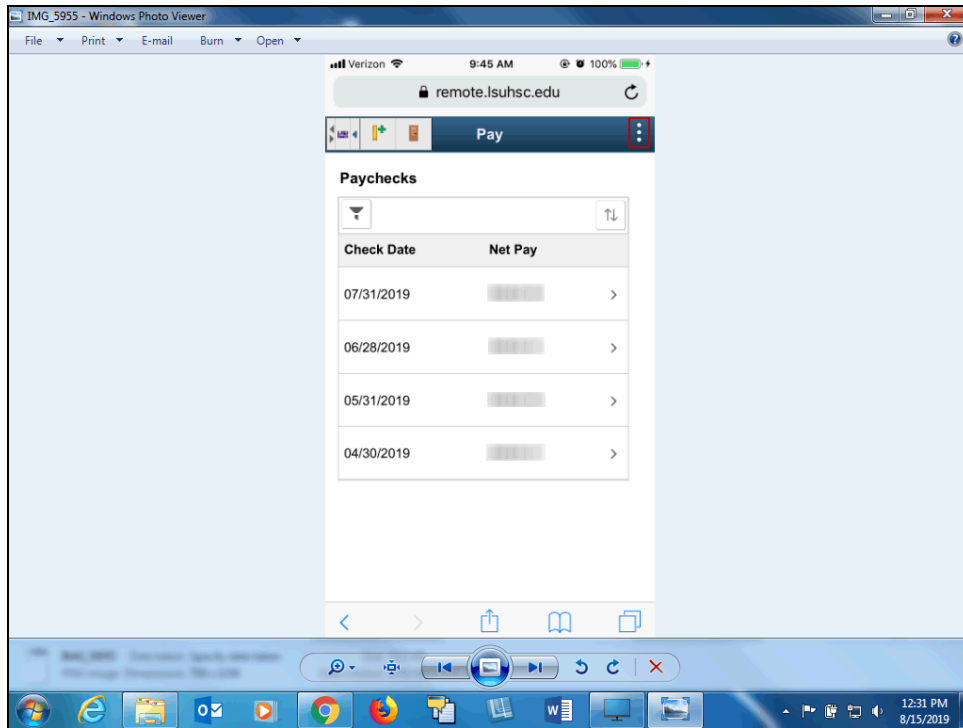 IMG_5955 - Windows Photo Viewer
File Print E-mail Burn Open
Verizon 9:45 AM 100%
remote.lsuhsc.edu
Pay
Paychecks
Check Date Net Pay
07/31/2019
06/28/2019
05/31/2019
04/30/2019
12:31 PM
8/15/2019